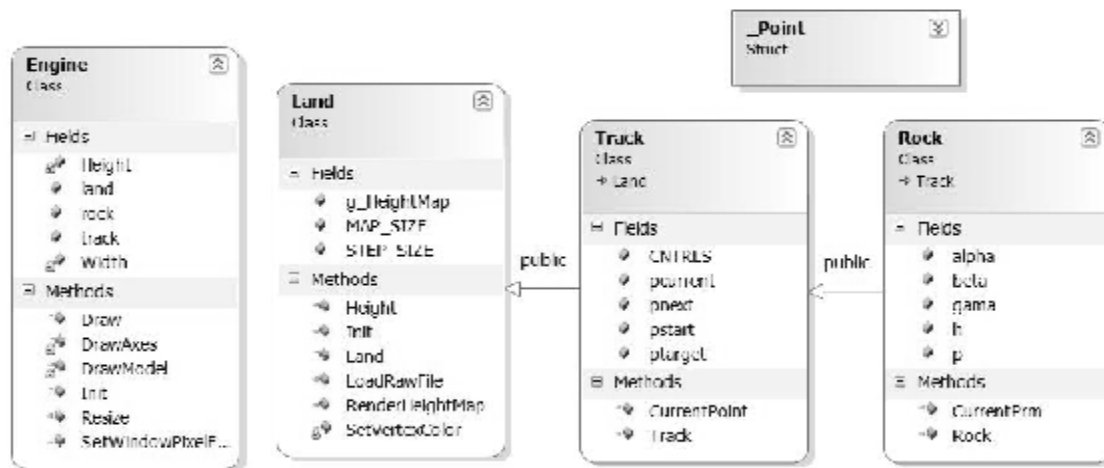 Engine
Class
Fields
Height
land
rock
track
Width
Methods
Draw
DrawAxes
DrawModel
Init
Resize
SetWindowPixelF...
Land
Class
Fields
g_HeightMap
MAP_SIZE
STEP_SIZE
Methods
Height
Init
Land
LoadRawFile
RenderHeightMap
SetVertexColor
public
_Point
Struct
Track
Class
Land
Fields
pcurrent
pnext
pstart
ptarget
Methods
CurrentPoint
Track
public
Rock
Class
Track
Fields
alpha
beta
gama
h
p
Methods
CurrentPrm
Rock